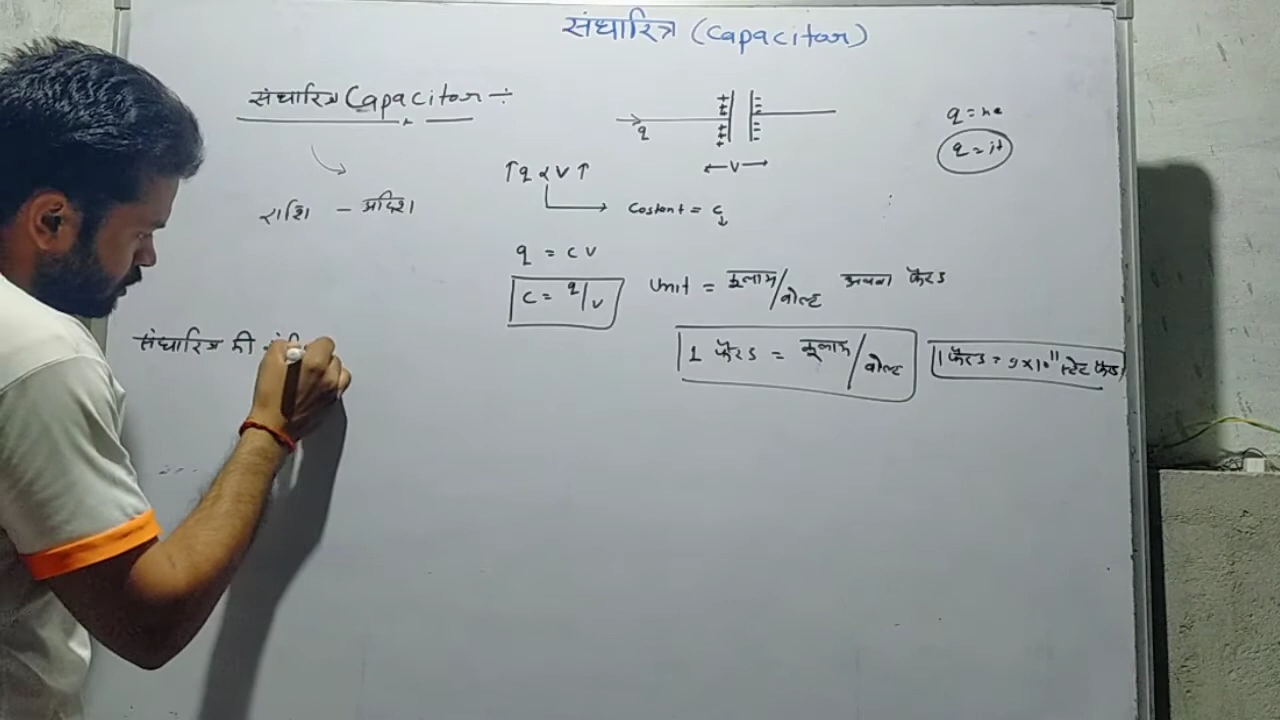 संधारित्र (Capacitor)
संधारित्र Capacitor ÷
राशि - अदिश
↑q ∝ V↑
Costant = C
q = CV
C = q/V
+ + + +
q
V
q = ne
q = it
Unit = कूलाम/वोल्ट अथवा फैरड
1 फैरड = कूलाम/वोल्ट
1 फैरड = 9×10¹¹ स्टेट फैरड
संधारित्र की